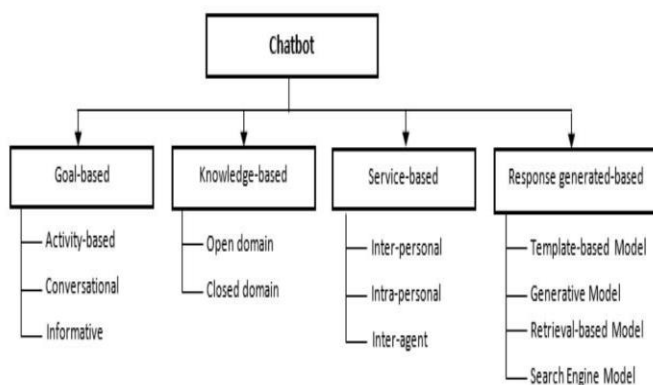 Chatbot
Goal-based
Knowledge-based
Service-based
Response generated-based
Activity-based
Conversational
Informative
Open domain
Closed domain
Inter-personal
Intra-personal
Inter-agent
Template-based Model
Generative Model
Retrieval-based Model
Search Engine Model